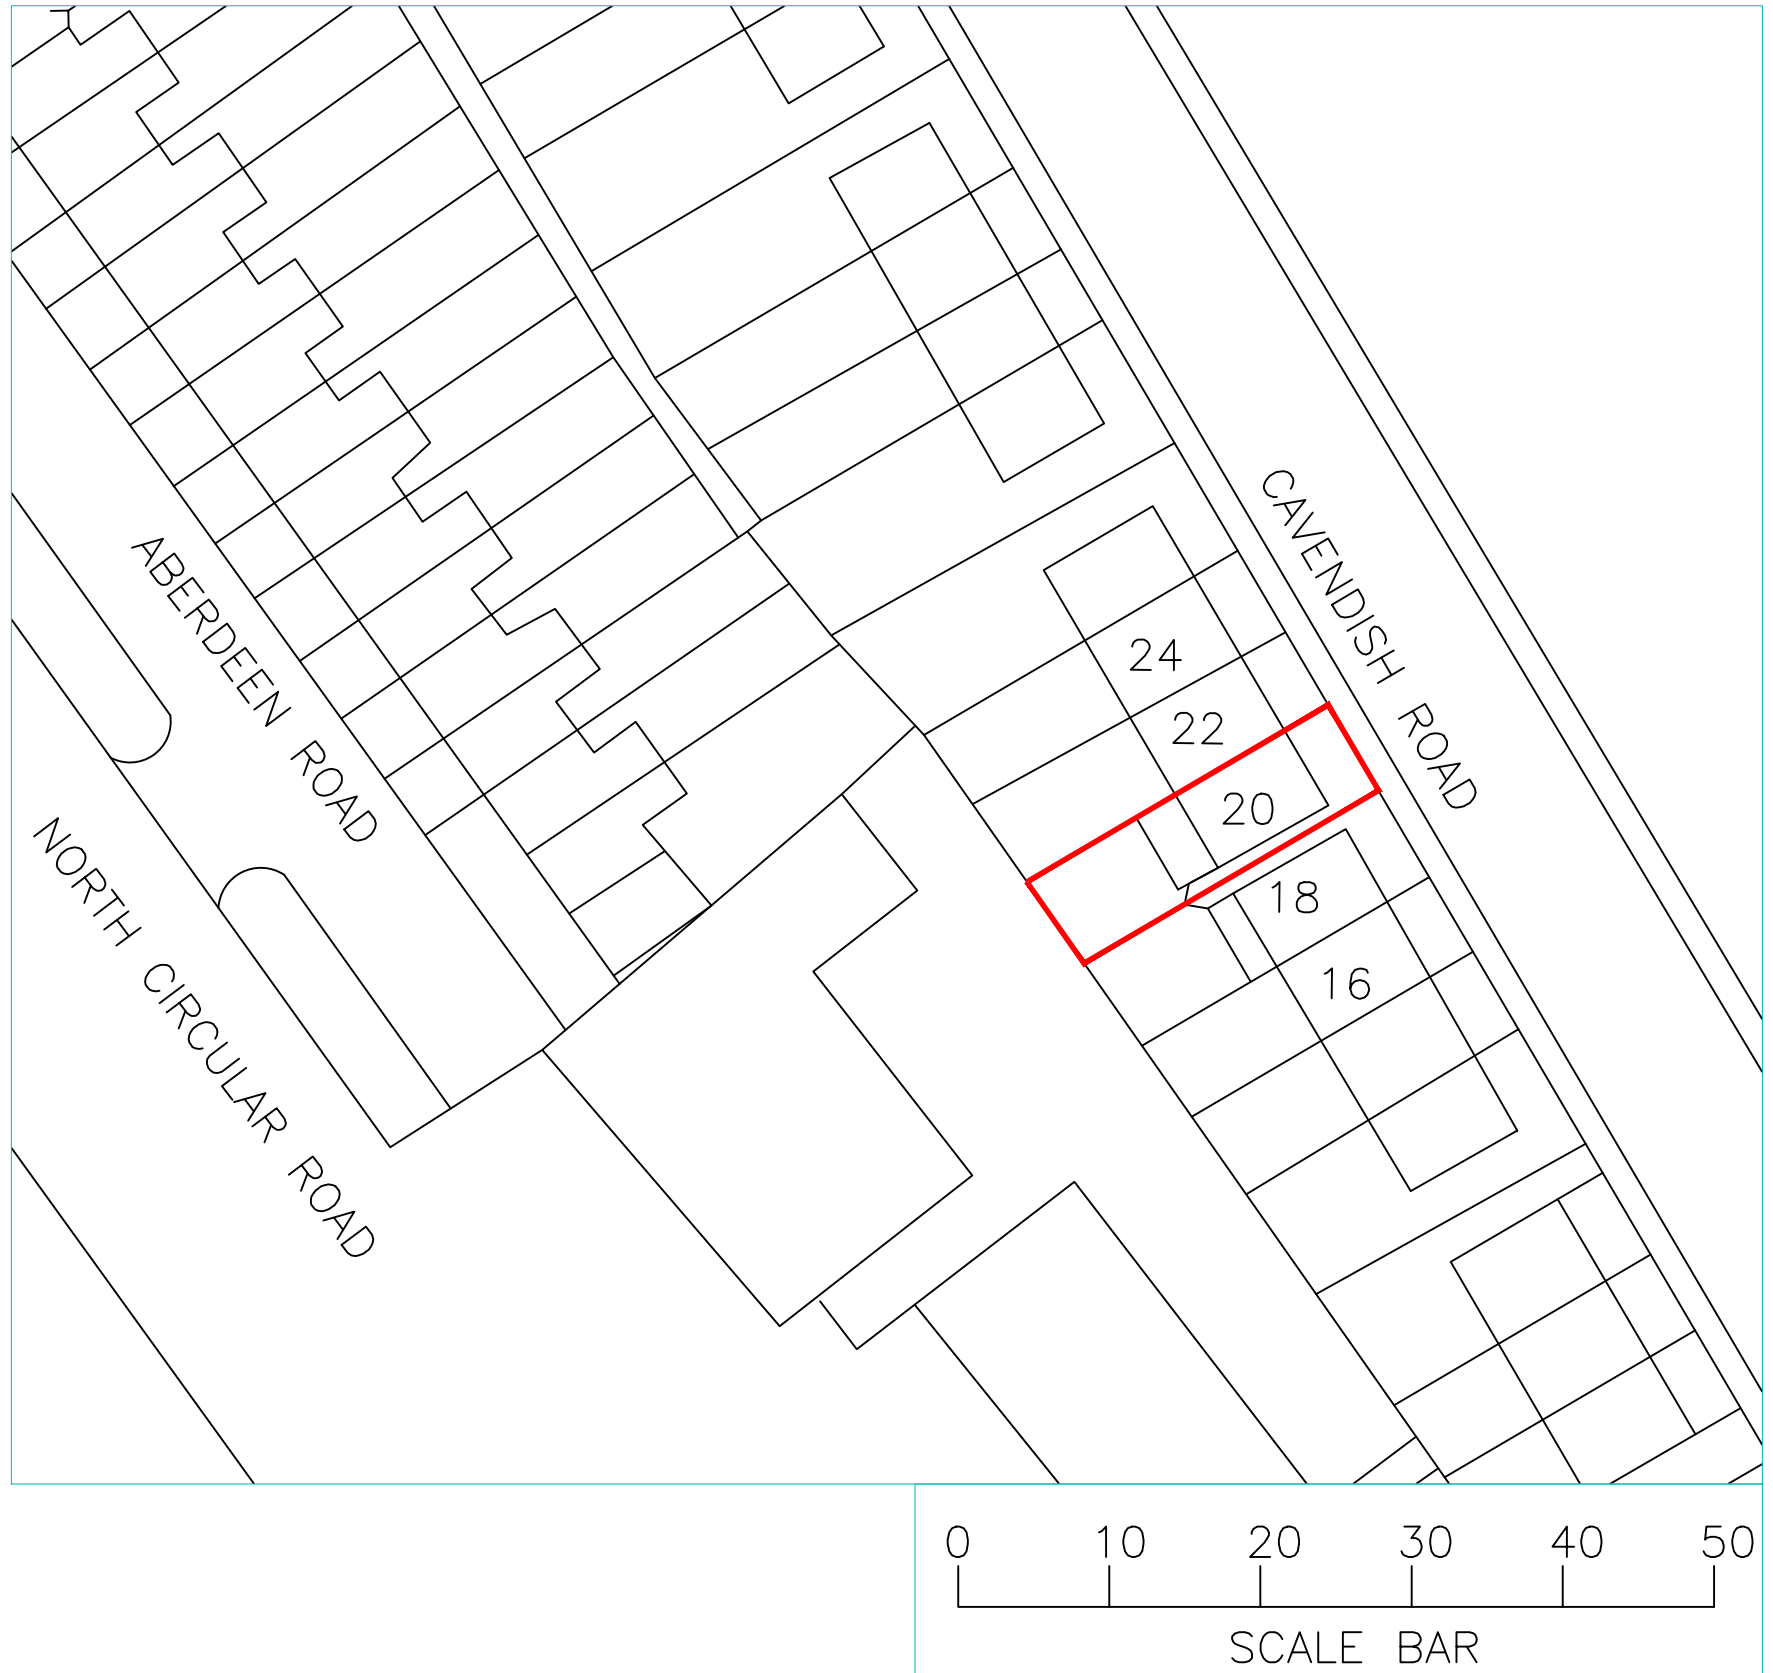 CAVENDISH ROAD
ABERDEEN ROAD
NORTH CIRCULAR ROAD
24
22
20
18
16
0 10 20 30 40 50
SCALE BAR